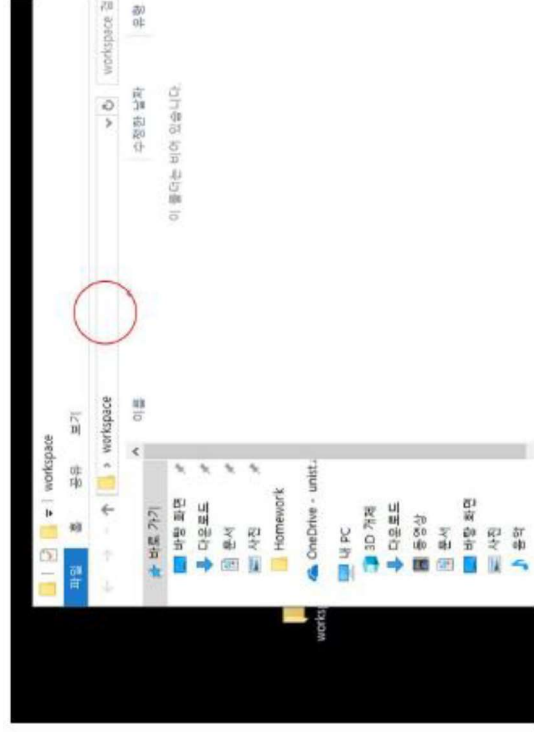 workspace
파일 홈 공유 보기
workspace
workspace 검
이름 수정한 날짜 유형
이 폴더는 비어 있습니다.
바로 가기
바탕 화면
다운로드
문서
사진
Homework
OneDrive - unist.
내 PC
3D 개체
다운로드
동영상
문서
바탕 화면
사진
음악
works